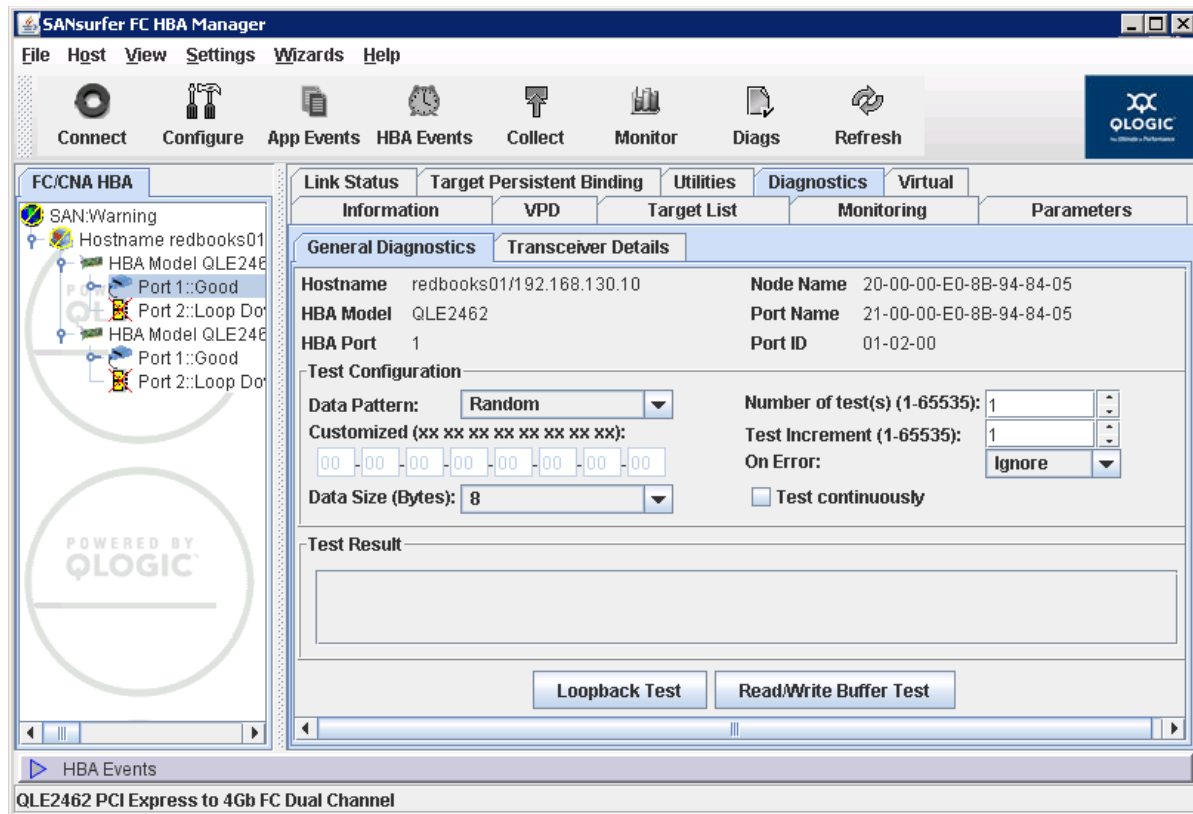 SANsurfer FC HBA Manager
File Host View Settings Wizards Help
Connect Configure App Events HBA Events Collect Monitor Diags Refresh
QLOGIC
FC/CNA HBA
SAN:Warning
Hostname redbooks01
HBA Model QLE246
Port 1::Good
Port 2::Loop Do
HBA Model QLE246
Port 1::Good
Port 2::Loop Do
POWERED BY
QLOGIC
Link Status Target Persistent Binding Utilities Diagnostics Virtual
Information VPD Target List Monitoring Parameters
General Diagnostics Transceiver Details
Hostname redbooks01/192.168.130.10 Node Name 20-00-00-E0-8B-94-84-05
HBA Model QLE2462 Port Name 21-00-00-E0-8B-94-84-05
HBA Port 1 Port ID 01-02-00
Test Configuration
Data Pattern: Random Number of test(s) (1-65535): 1
Customized (xx xx xx xx xx xx xx xx): Test Increment (1-65535): 1
00 -00 -00 -00 -00 -00 -00 -00 On Error: Ignore
Data Size (Bytes): 8 Test continuously
Test Result
Loopback Test Read/Write Buffer Test
HBA Events
QLE2462 PCI Express to 4Gb FC Dual Channel